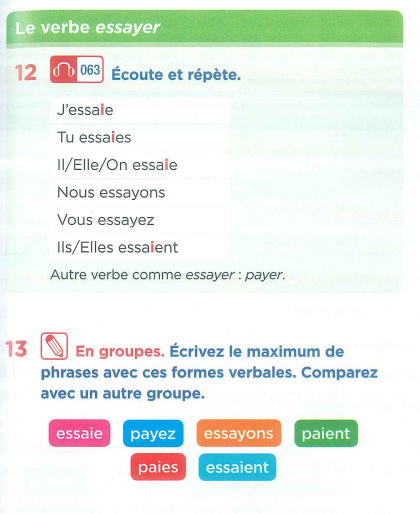 Le verbe essayer
12 063 Écoute et répète.
J'essaie
Tu essaies
Il/Elle/On essaie
Nous essayons
Vous essayez
Ils/Elles essaient
Autre verbe comme essayer : payer.
13 En groupes. Écrivez le maximum de
phrases avec ces formes verbales. Comparez
avec un autre groupe.
essaie payez essayons paient
paies essaient